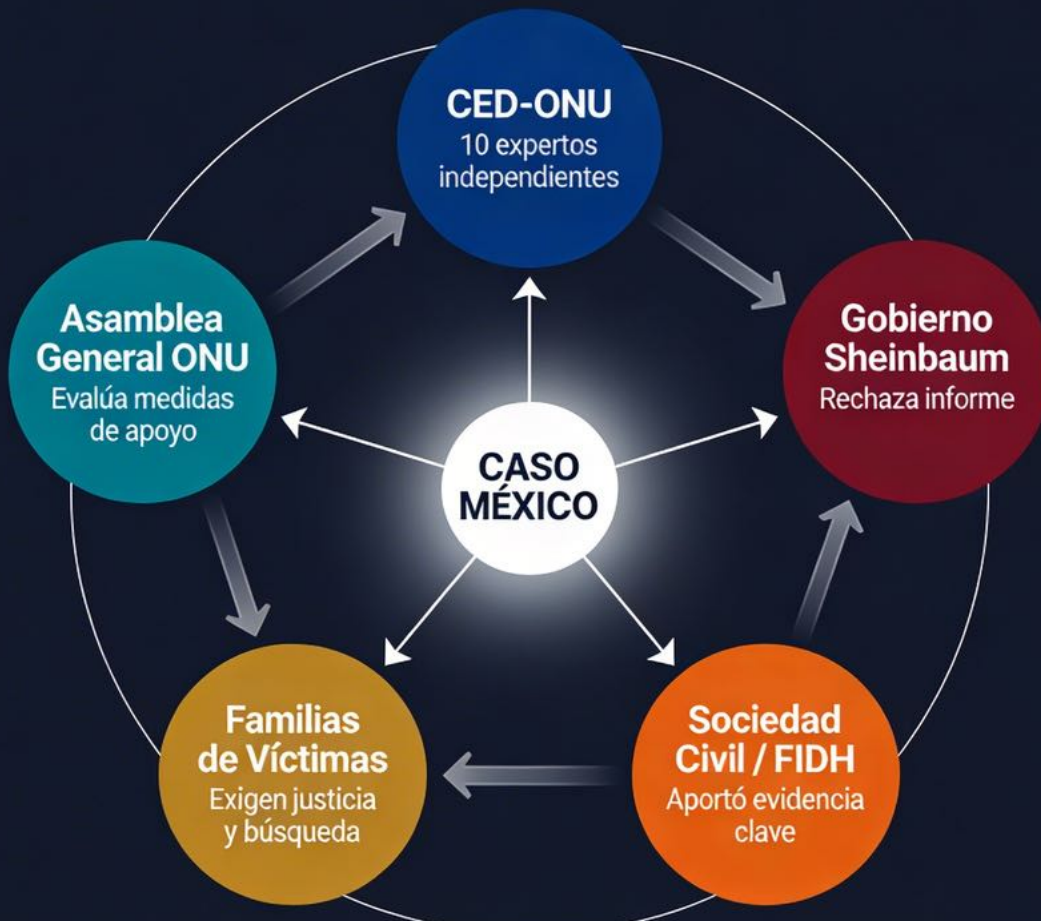 CED-ONU
10 expertos
independientes
Asamblea
General ONU
Evalúa medidas
de apoyo
Gobierno
Sheinbaum
Rechaza informe
CASO
MÉXICO
Familias
de Víctimas
Exigen justicia
y búsqueda
Sociedad
Civil / FIDH
Aportó evidencia
clave